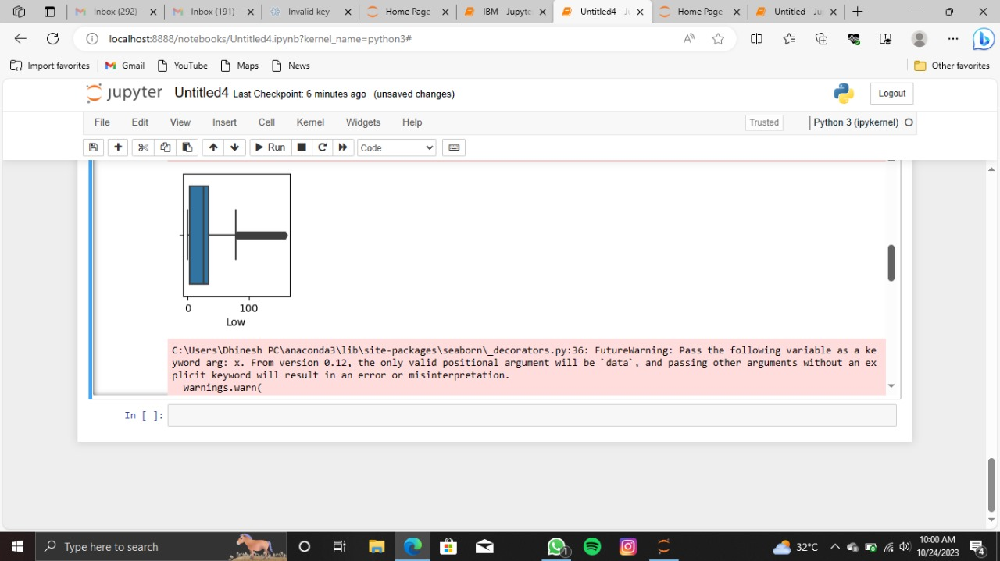 Inbox (292) -
Inbox (191) -
Invalid key
Home Page -
IBM - Jupyte
Untitled4 - J
Home Page -
Untitled - Ju
localhost:8888/notebooks/Untitled4.ipynb?kernel_name=python3#
Import favorites
Gmail
YouTube
Maps
News
Other favorites
jupyter Untitled4 Last Checkpoint: 6 minutes ago (unsaved changes)
Logout
File Edit View Insert Cell Kernel Widgets Help
Trusted
Python 3 (ipykernel)
Run
Code
0 100
Low
C:\Users\Dhinesh PC\anaconda3\lib\site-packages\seaborn\_decorators.py:36: FutureWarning: Pass the following variable as a ke
yword arg: x. From version 0.12, the only valid positional argument will be `data`, and passing other arguments without an ex
plicit keyword will result in an error or misinterpretation.
warnings.warn(
In [ ]:
Type here to search
1
32°C
10:00 AM
10/24/2023
4